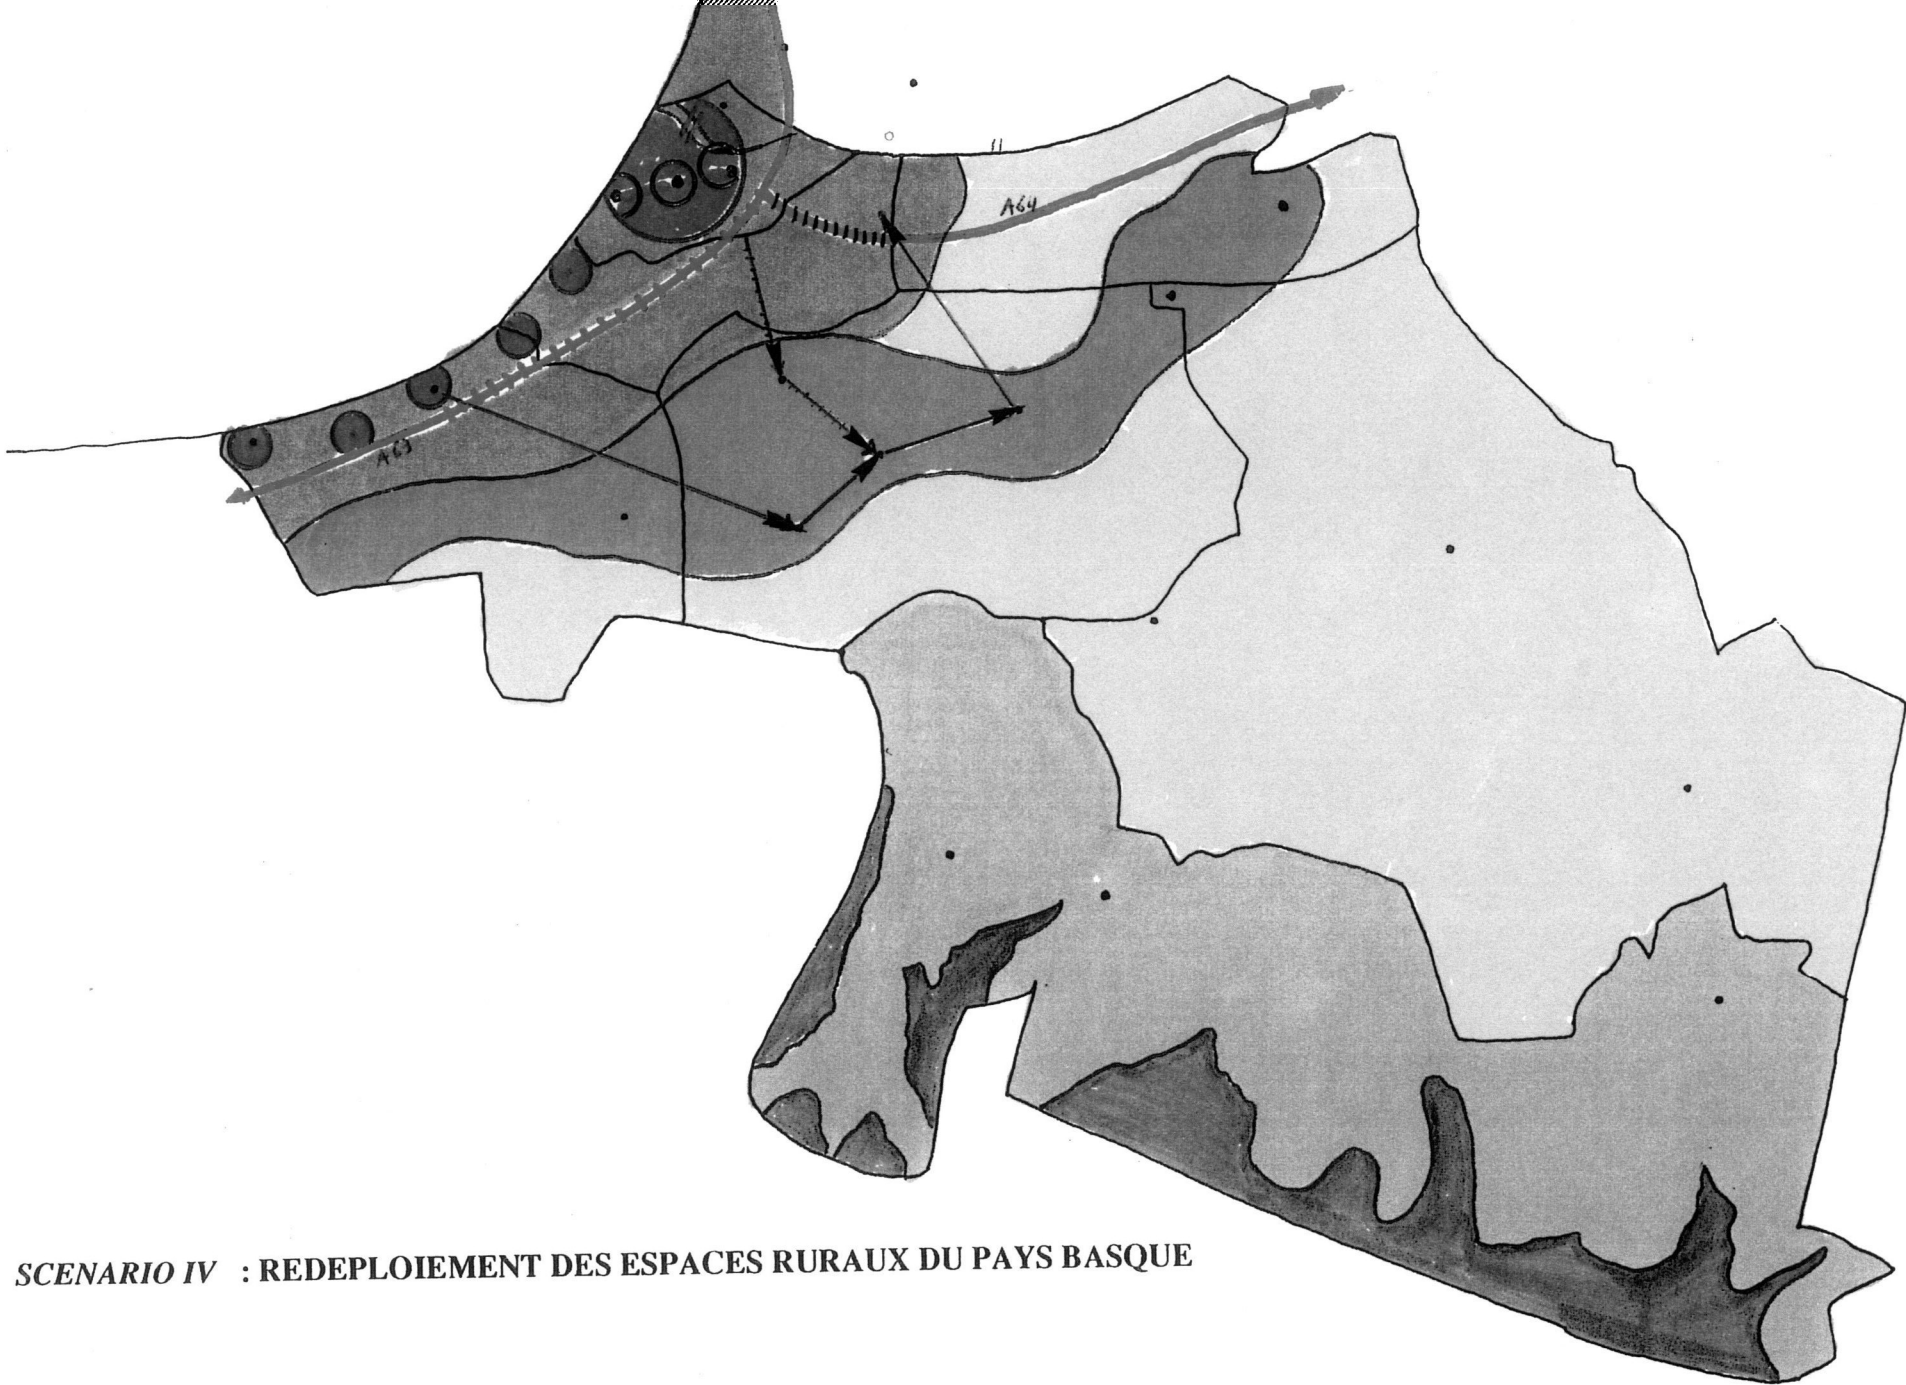 A64
A63
SCENARIO IV : REDEPLOIEMENT DES ESPACES RURAUX DU PAYS BASQUE